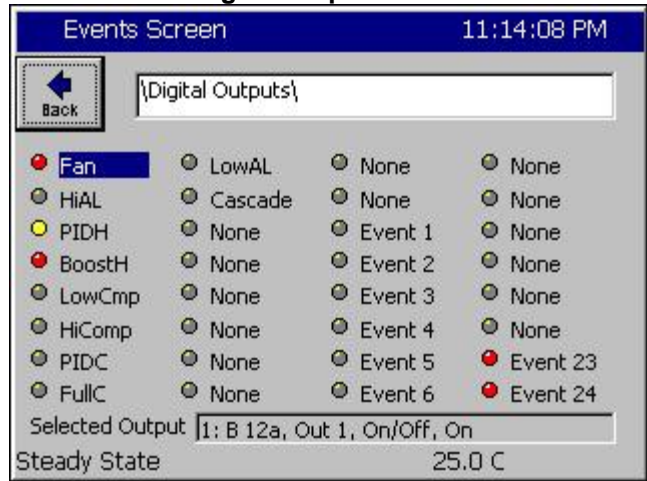 Events Screen 11:14:08 PM
Back
\Digital Outputs\
Fan LowAL None None
HiAL Cascade None None
PIDH None Event 1 None
BoostH None Event 2 None
LowCmp None Event 3 None
HiComp None Event 4 None
PIDC None Event 5 Event 23
FullC None Event 6 Event 24
Selected Output 1: B 12a, Out 1, On/Off, On
Steady State 25.0 C